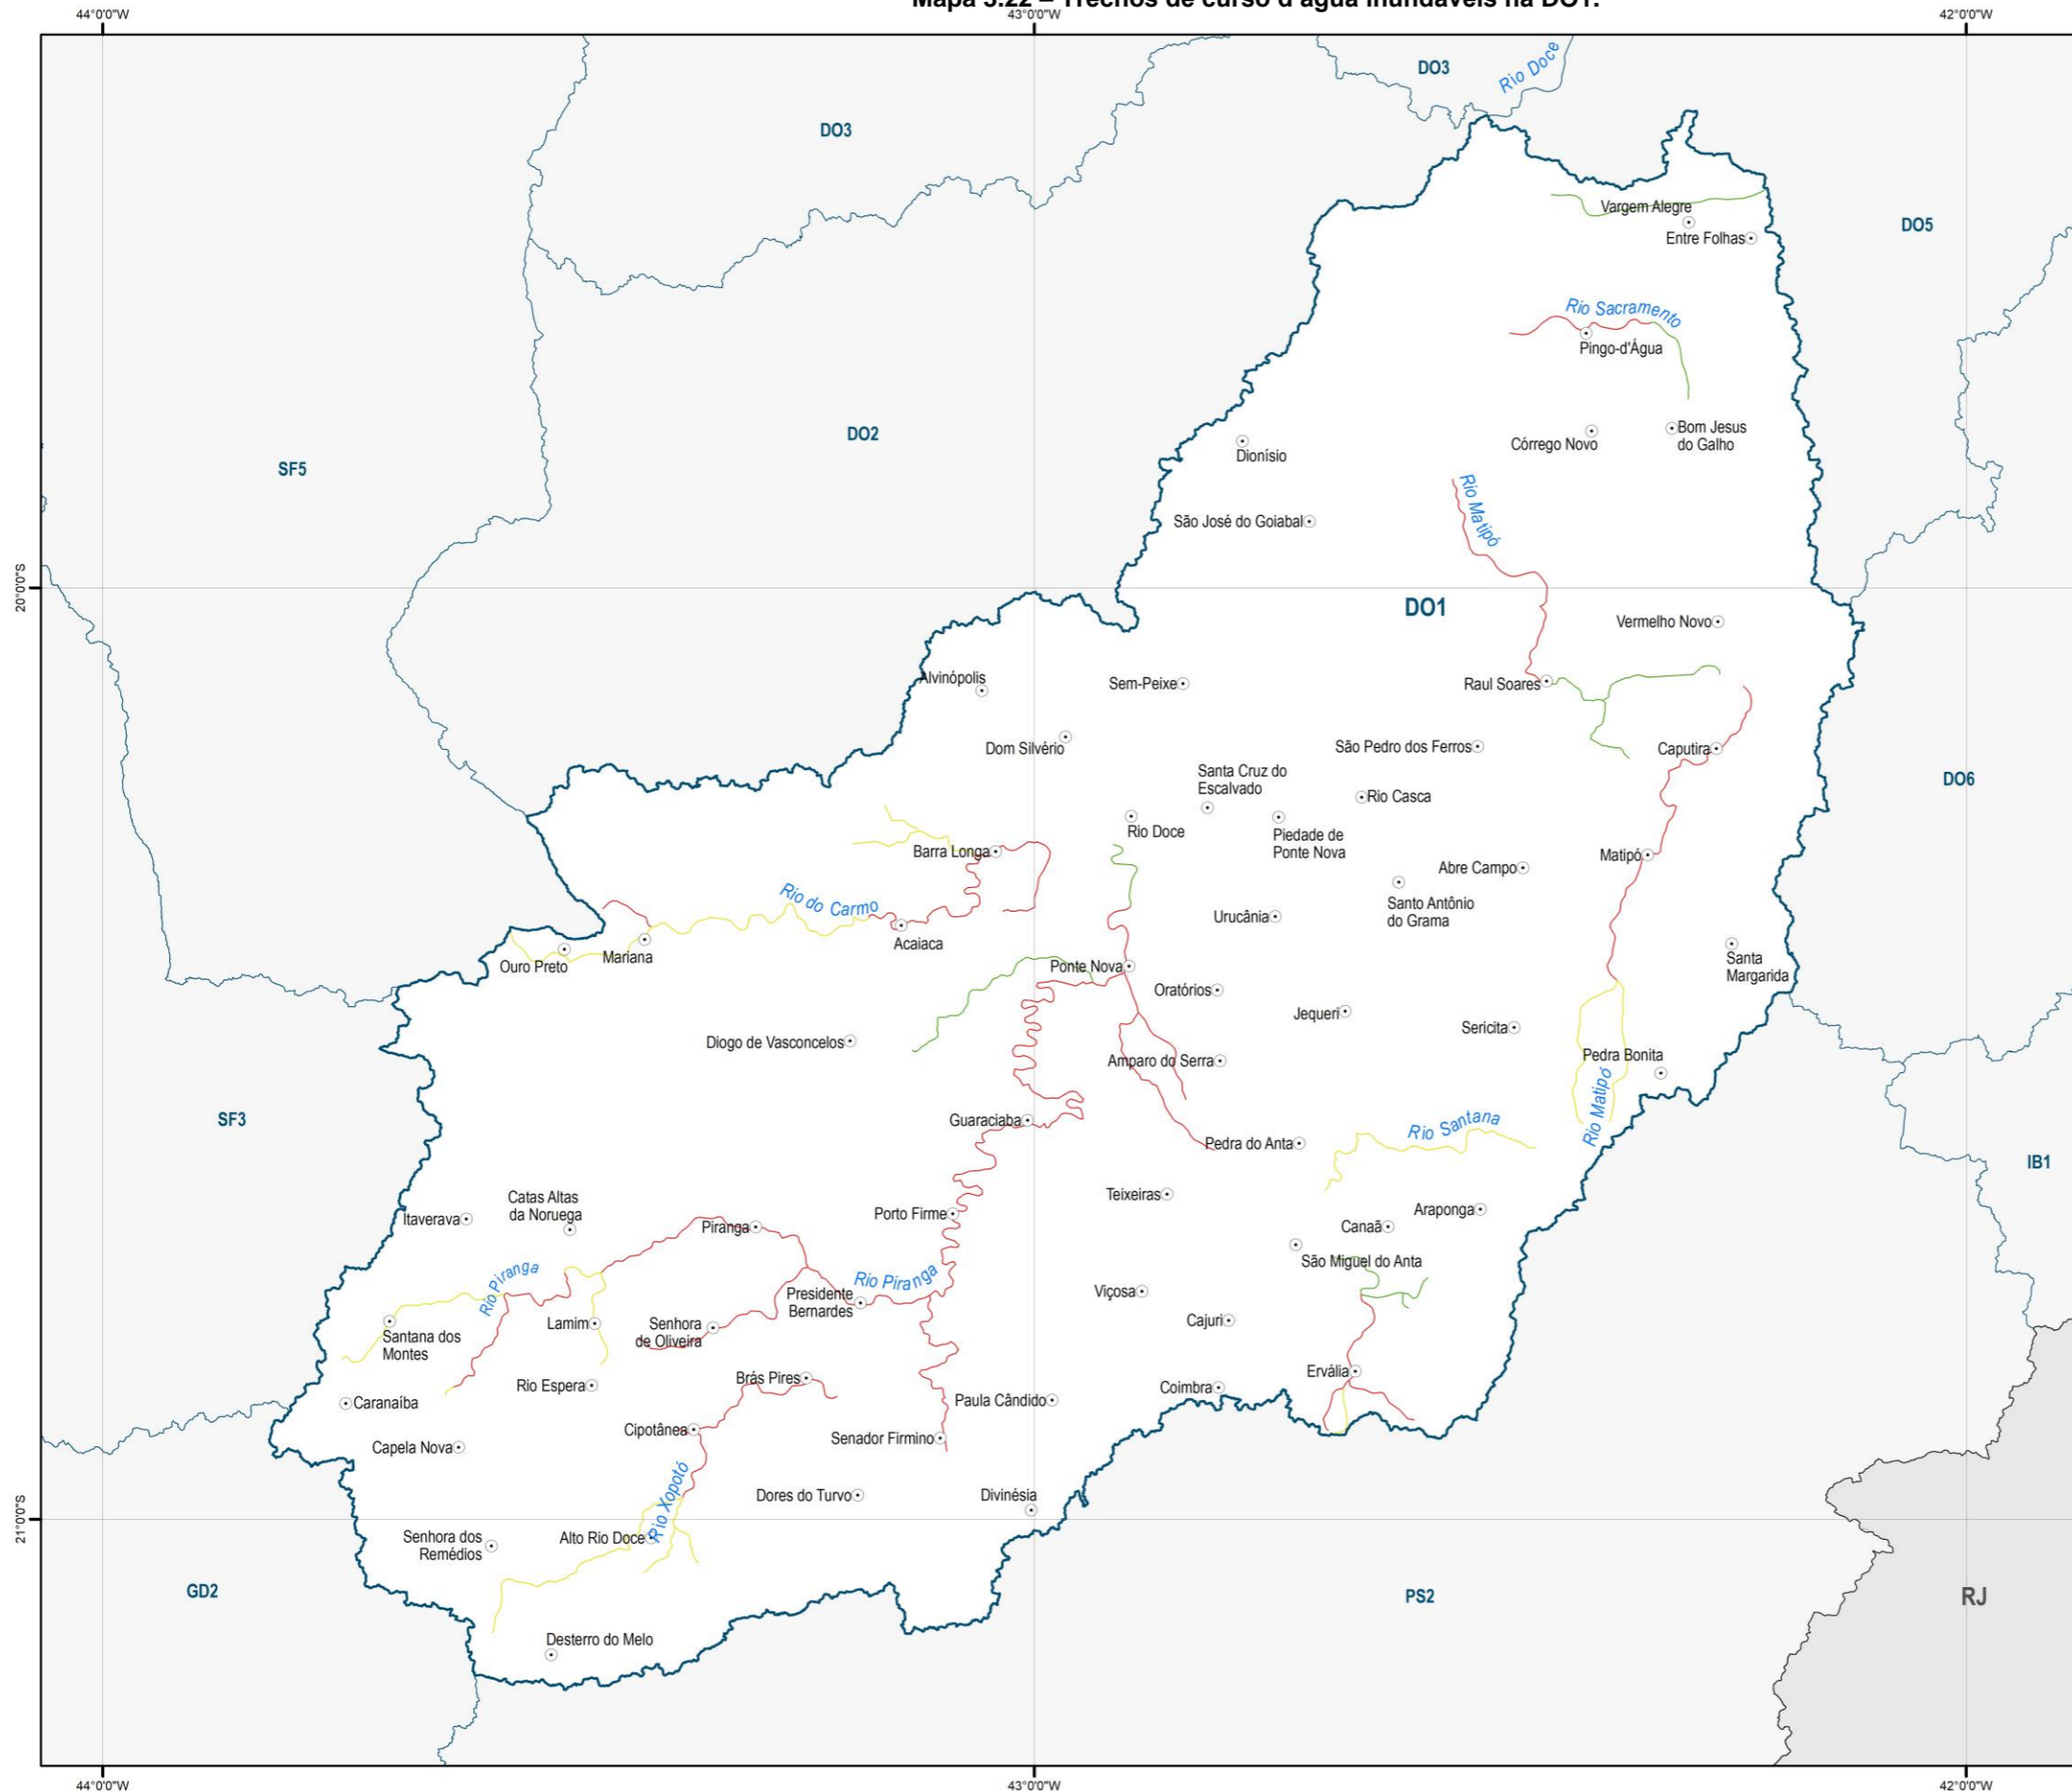 Mapa 5.22 – Trechos de curso d'água inundáveis na DO1.
44°0'0"W
43°0'0"W
42°0'0"W
DO3
Rio Doce
DO3
Vargem Alegre
DO5
Entre Folhas
Rio Sacramento
Pingo-d'Água
DO2
SF5
Bom Jesus
do Galho
Córrego Novo
Dionísio
Rio Matipó
São José do Goiabal
20°0'0"S
DO1
Vermelho Novo
Alvinópolis
Sem-Peixe
Raul Soares
Dom Silvério
São Pedro dos Ferros
Caputira
DO6
Santa Cruz do
Escalvado
Rio Casca
Rio Doce
Piedade de
Ponte Nova
Barra Longa
Matipó
Abre Campo
Rio do Carmo
Santo Antônio
do Grama
Urucânia
Acaiaca
Ouro Preto
Mariana
Ponte Nova
Santa
Margarida
Oratórios
Jequeri
Sericita
Diogo de Vasconcelos
Amparo do Serra
Pedra Bonita
Rio Matipó
SF3
Guaraciaba
Rio Santana
Pedra do Anta
IB1
Teixeiras
Catas Altas
da Noruega
Itaverava
Piranga
Porto Firme
Araponga
Canaã
São Miguel do Anta
Rio Piranga
Rio Piranga
Viçosa
Presidente
Bernardes
Cajuri
Lamim
Senhora
de Oliveira
Santana dos
Montes
Ervália
Brás Pires
Rio Espera
Coimbra
Caranaíba
Paula Cândido
Cipotânea
Senador Firmino
Capela Nova
Rio Xopotó
Dores do Turvo
Divinésia
21°0'0"S
Senhora dos
Remédios
Alto Rio Doce
GD2
PS2
RJ
Desterro do Melo
44°0'0"W
43°0'0"W
42°0'0"W